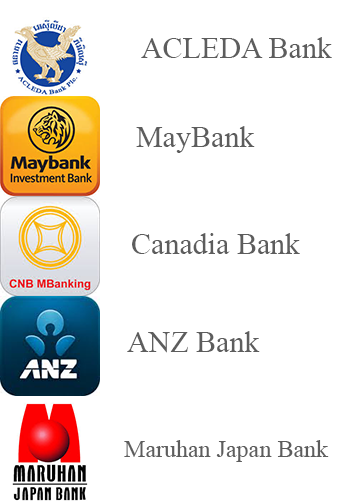 ACLEDA Bank Plc.
ACLEDA Bank
Maybank
Investment Bank
MayBank
CNB MBanking
Canadia Bank
ANZ
ANZ Bank
MARUHAN
JAPAN BANK
Maruhan Japan Bank